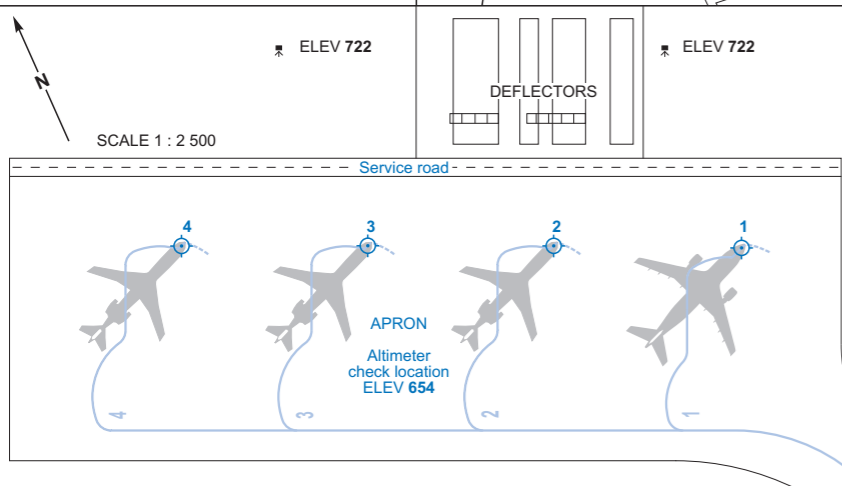 ELEV 722
ELEV 722
N
DEFLECTORS
SCALE 1 : 2 500
Service road
4
3
2
1
APRON
Altimeter
check location
ELEV 654
4
3
2
1